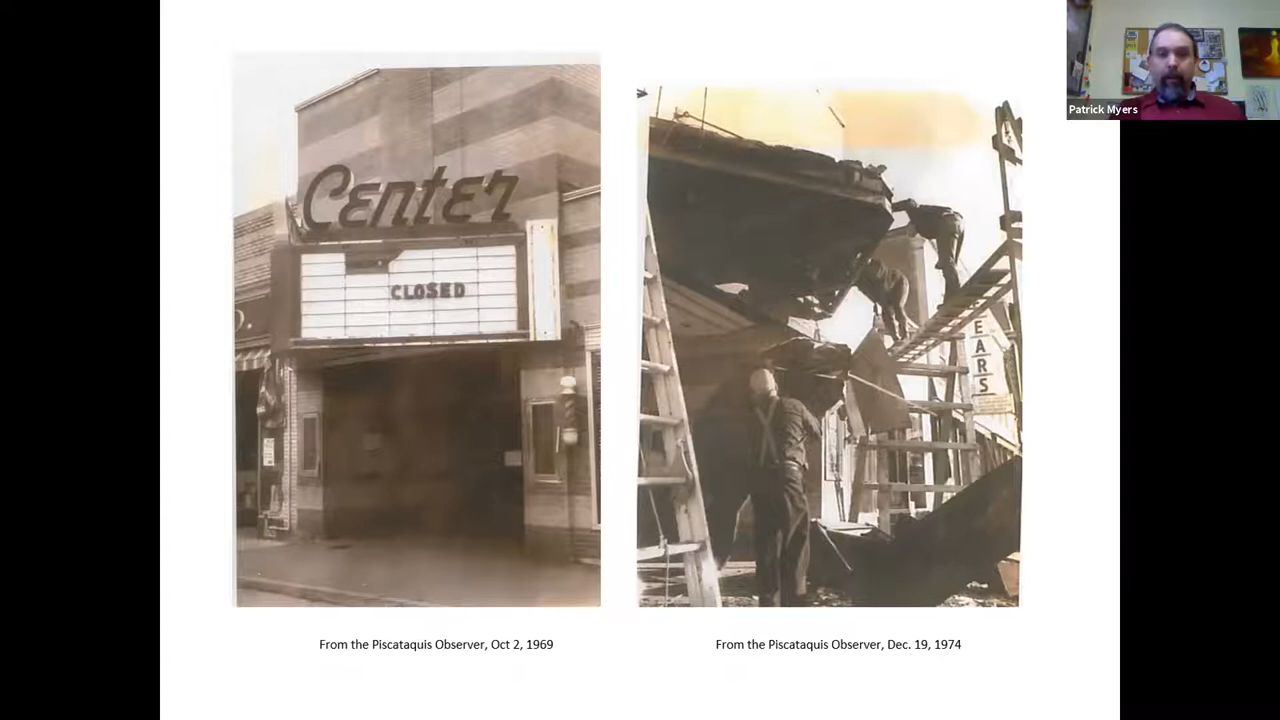 Center
CLOSED
EARS
From the Piscataquis Observer, Oct 2, 1969
From the Piscataquis Observer, Dec. 19, 1974
Patrick Myers